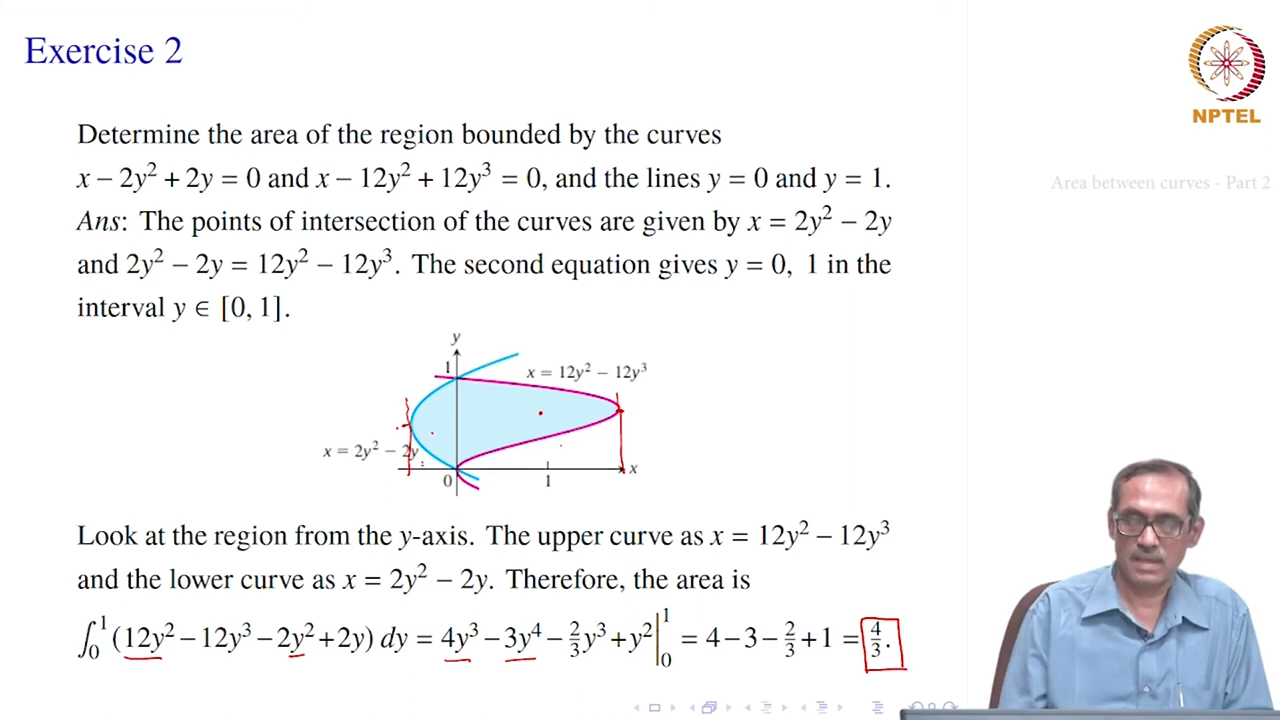 Exercise 2
NPTEL
Determine the area of the region bounded by the curves
x − 2y² + 2y = 0 and x − 12y² + 12y³ = 0, and the lines y = 0 and y = 1.
Area between curves - Part 2
Ans: The points of intersection of the curves are given by x = 2y² − 2y
and 2y² − 2y = 12y² − 12y³. The second equation gives y = 0, 1 in the
interval y ∈ [0, 1].
y
1
x = 12y² − 12y³
x = 2y² − 2y
0
1
x
Look at the region from the y-axis. The upper curve as x = 12y² − 12y³
and the lower curve as x = 2y² − 2y. Therefore, the area is
∫₀¹ (12y² − 12y³ − 2y² + 2y) dy = 4y³ − 3y⁴ − 2/3 y³ + y² |₀¹ = 4 − 3 − 2/3 + 1 = 4/3.